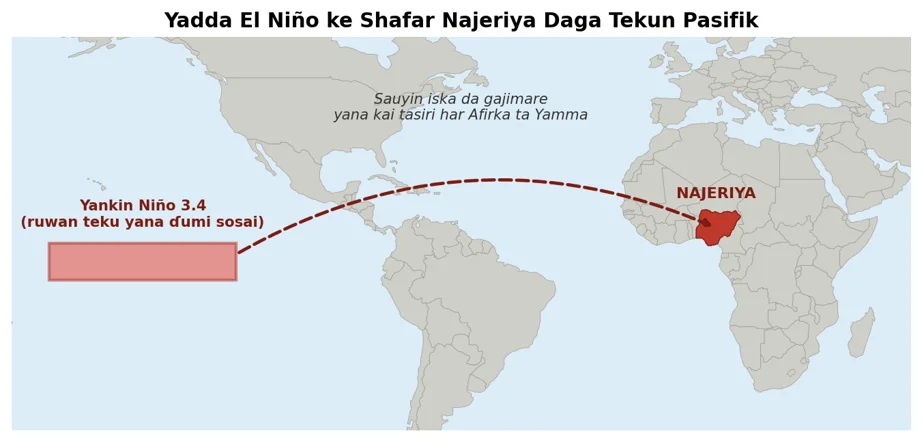 Yadda El Niño ke Shafar Najeriya Daga Tekun Pasifik
Sauyin iska da gajimare
yana kai tasiri har Afirka ta Yamma
NAJERIYA
Yankin Niño 3.4
(ruwan teku yana ɗumi sosai)